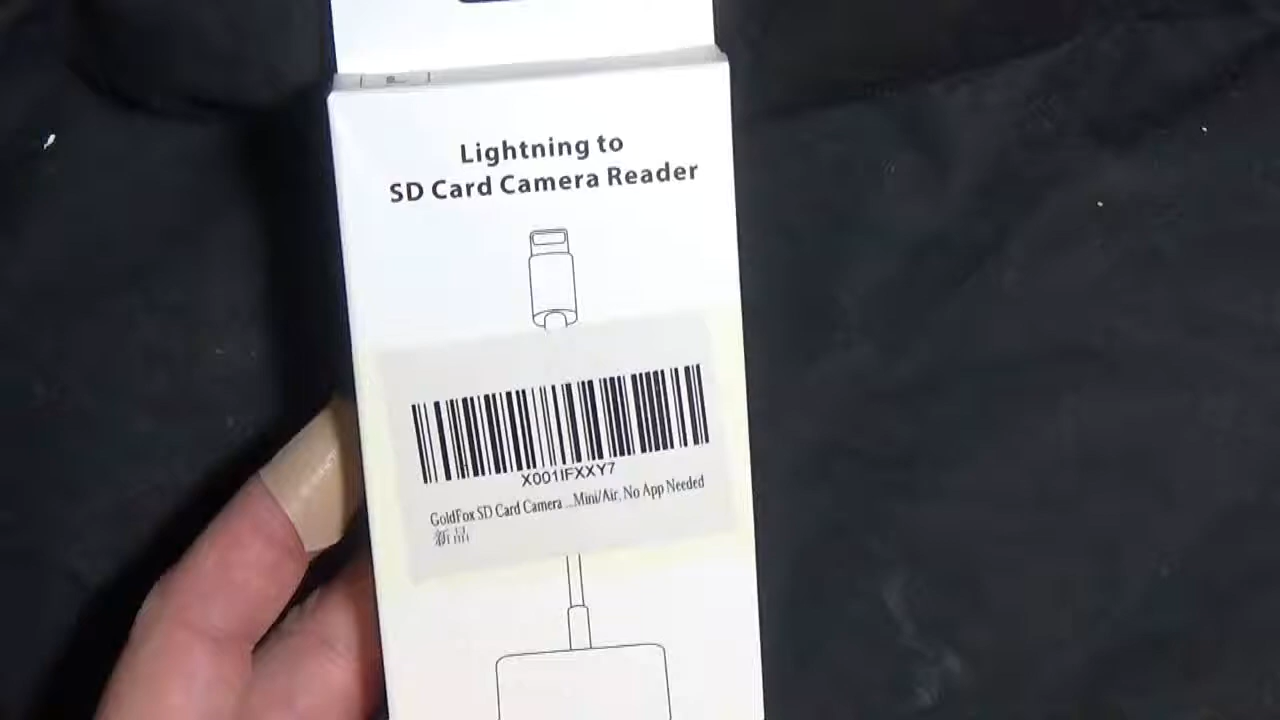 Lightning to
SD Card Camera Reader
X001IFXXY7
GoldFox SD Card Camera ...Mini/Air, No App Needed
新品